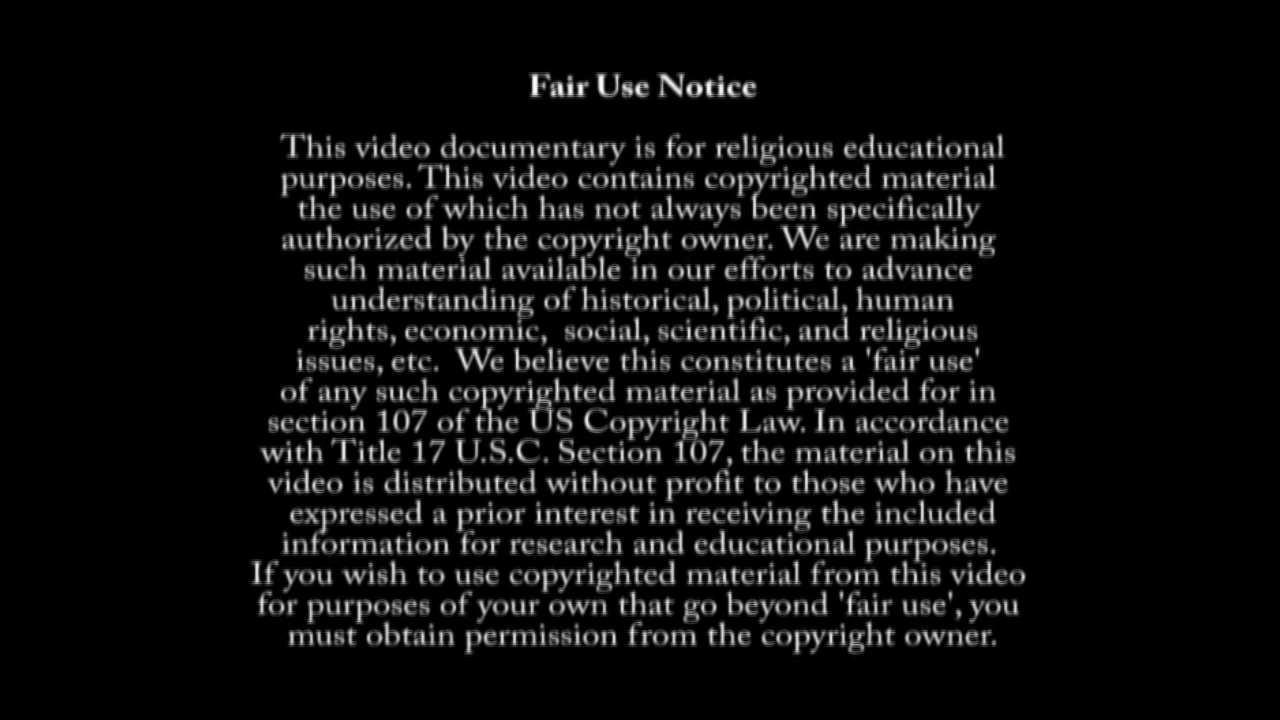 Fair Use Notice
This video documentary is for religious educational
purposes. This video contains copyrighted material
the use of which has not always been specifically
authorized by the copyright owner. We are making
such material available in our efforts to advance
understanding of historical, political, human
rights, economic,  social, scientific, and religious
issues, etc.  We believe this constitutes a 'fair use'
of any such copyrighted material as provided for in
section 107 of the US Copyright Law. In accordance
with Title 17 U.S.C. Section 107, the material on this
video is distributed without profit to those who have
expressed a prior interest in receiving the included
information for research and educational purposes.
If you wish to use copyrighted material from this video
for purposes of your own that go beyond 'fair use', you
must obtain permission from the copyright owner.